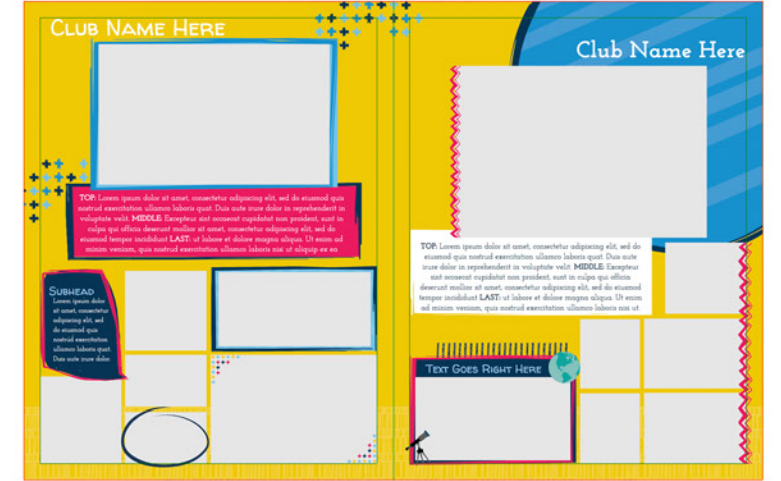 CLUB NAME HERE
TOP: Lorem ipsum dolor sit amet, consectetur adipiscing elit, sed do eiusmod quis
nostrud exercitation ullamco laboris quat. Duis aute irure dolor in reprehenderit in
voluptate velit. MIDDLE: Excepteur sint occaecat cupidatat non proident, sunt in
culpa qui officia deserunt mollior sit amet, consectetur adipiscing elit, sed do
eiusmod tempor incididunt LAST: ut labore et dolore magna aliqua. Ut enim ad
minim veniam, quis nostrud exercitation ullamco laboris nisi ut aliquip ex ea
SUBHEAD
Lorem ipsum dolor
sit amet, consectetur
adipiscing elit, sed
do eiusmod quis
nostrud exercitation
ullamco laboris quat.
Duis aute irure dolor
Club Name Here
TOP: Lorem ipsum dolor sit amet, consectetur adipiscing elit, sed do
eiusmod quis nostrud exercitation ullamco laboris quat. Duis aute
irure dolor in reprehenderit in voluptate velit. MIDDLE: Excepteur
sint occaecat cupidatat non proident, sunt in culpa qui officia
deserunt mollior sit amet, consectetur adipiscing elit, sed do eiusmod
tempor incididunt LAST: ut labore et dolore magna aliqua. Ut enim
ad minim veniam, quis nostrud exercitation ullamco laboris nisi ut
TEXT GOES RIGHT HERE